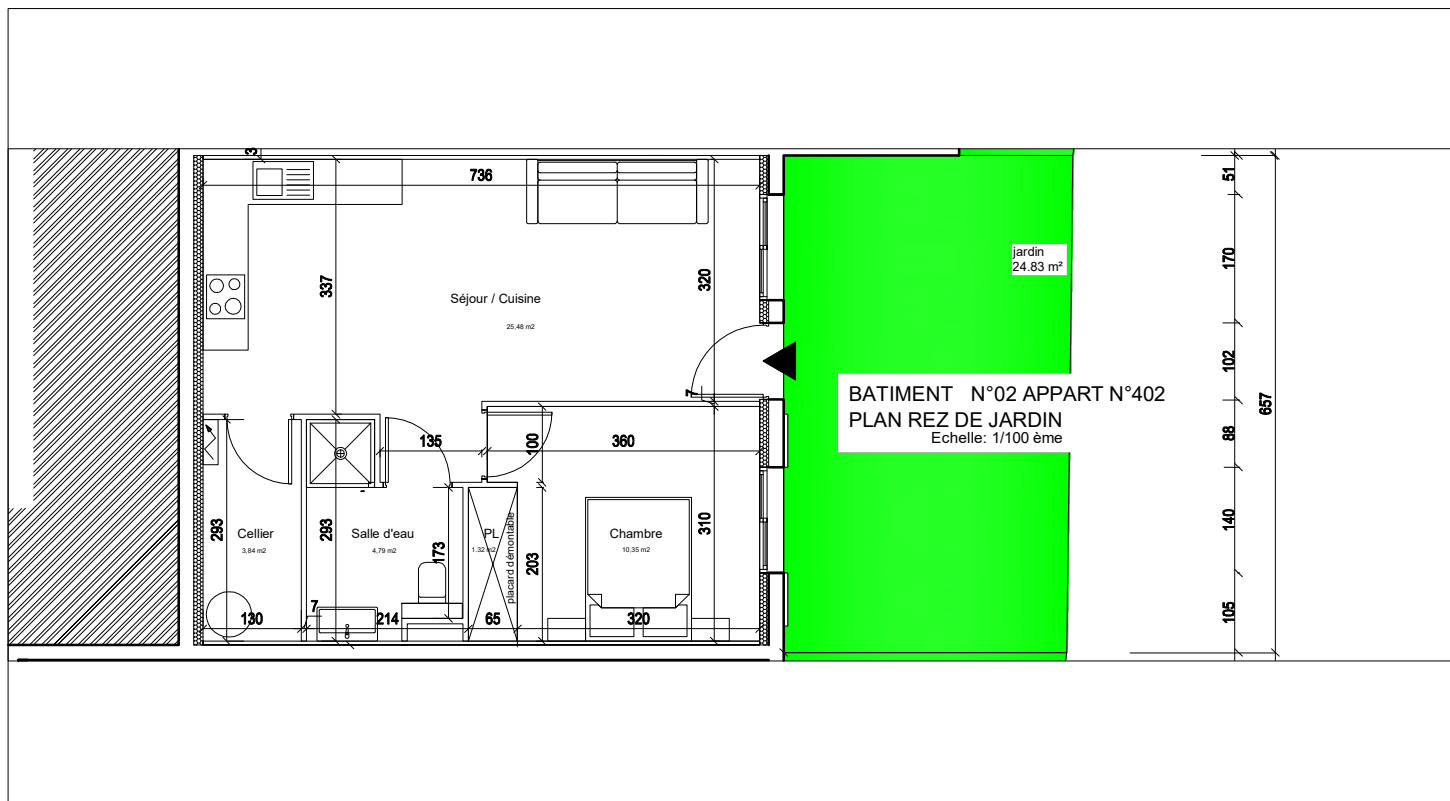 3
736
51
337
320
170
Séjour / Cuisine
25,48 m2
jardin
24.83 m²
102
7
BATIMENT N°02 APPART N°402
PLAN REZ DE JARDIN
Echelle: 1/100 ème
657
135
100
360
88
293
Cellier
3,84 m2
293
Salle d'eau
4,79 m2
173
PL
1.32 m2
placard démontable
203
Chambre
10,35 m2
310
140
130
7
214
65
320
105